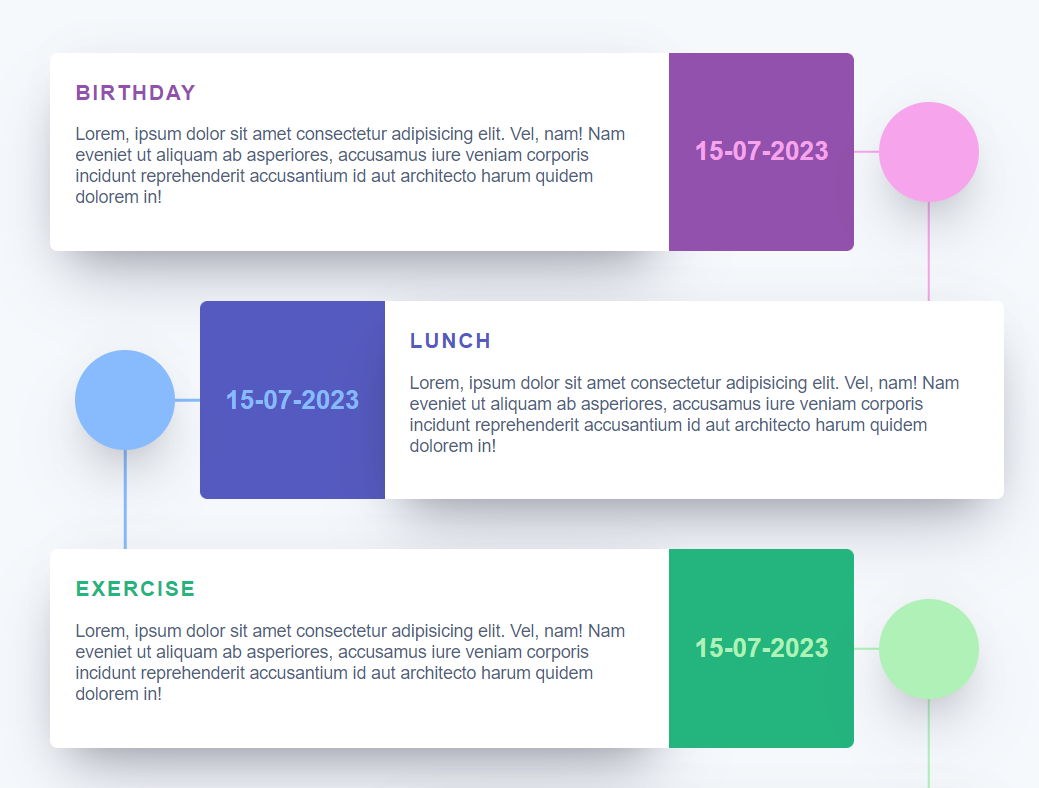 BIRTHDAY
Lorem, ipsum dolor sit amet consectetur adipisicing elit. Vel, nam! Nam
eveniet ut aliquam ab asperiores, accusamus iure veniam corporis
incidunt reprehenderit accusantium id aut architecto harum quidem
dolorem in!
15-07-2023
15-07-2023
LUNCH
Lorem, ipsum dolor sit amet consectetur adipisicing elit. Vel, nam! Nam
eveniet ut aliquam ab asperiores, accusamus iure veniam corporis
incidunt reprehenderit accusantium id aut architecto harum quidem
dolorem in!
EXERCISE
Lorem, ipsum dolor sit amet consectetur adipisicing elit. Vel, nam! Nam
eveniet ut aliquam ab asperiores, accusamus iure veniam corporis
incidunt reprehenderit accusantium id aut architecto harum quidem
dolorem in!
15-07-2023